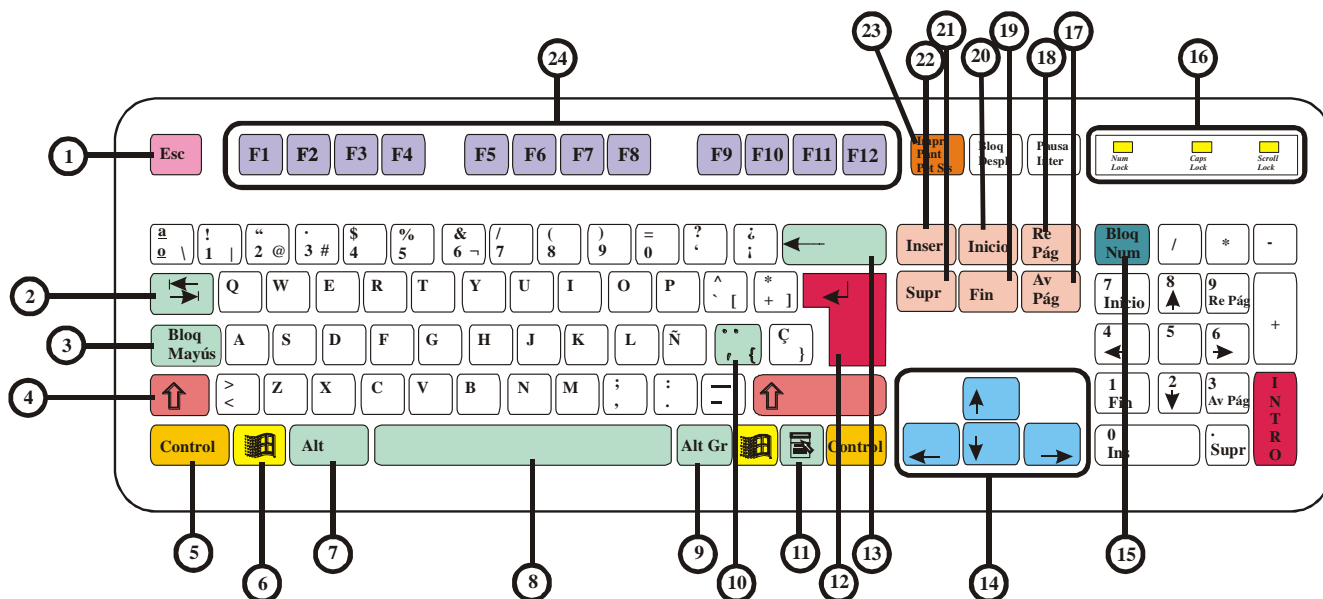 23 22 21 20 19 18 17
24 16
1
Esc F1 F2 F3 F4 F5 F6 F7 F8 F9 F10 F11 F12
Impr
Pant
Pet Sis
Bloq
Despl
Pausa
Inter
Num
Lock
Caps
Lock
Scroll
Lock
a ! “ · $ % & / ( ) = ? ¿
o \ 1 | 2 @ 3 # 4 5 6 ¬ 7 8 9 0 ‘ ¡
Inser Inicio
Re
Pág
Bloq
Num
/ * -
2
Q W E R T Y U I O P
^ *
` [ + ]
Supr Fin
Av
Pág
7
Inicio
8
9
Re Pág
+
3
Bloq
Mayús
A S D F G H J K L Ñ
¨ Ç
{ }
4 5 6
4
> ; :
< Z X C V B N M , .
1
Fin
2
3
Av Pág
INTRO
Control Alt Alt Gr Control
0
Ins
.
Supr
5 6 7 8 9 10 11 12 13 14 15